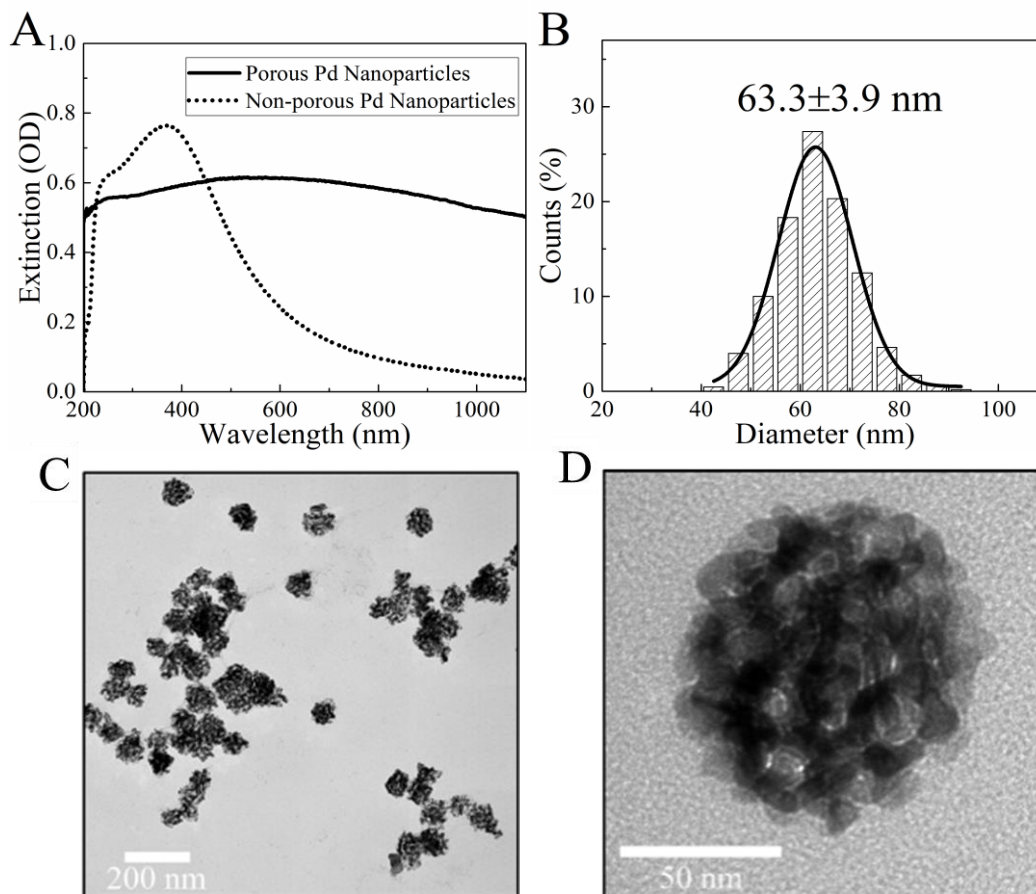 A
1.0
0.8
0.6
0.4
0.2
0.0
Extinction (OD)
Porous Pd Nanoparticles
Non-porous Pd Nanoparticles
200
400
600
800
1000
Wavelength (nm)
B
63.3±3.9 nm
30
20
10
0
Counts (%)
20
40
60
80
100
Diameter (nm)
C
200 nm
D
50 nm